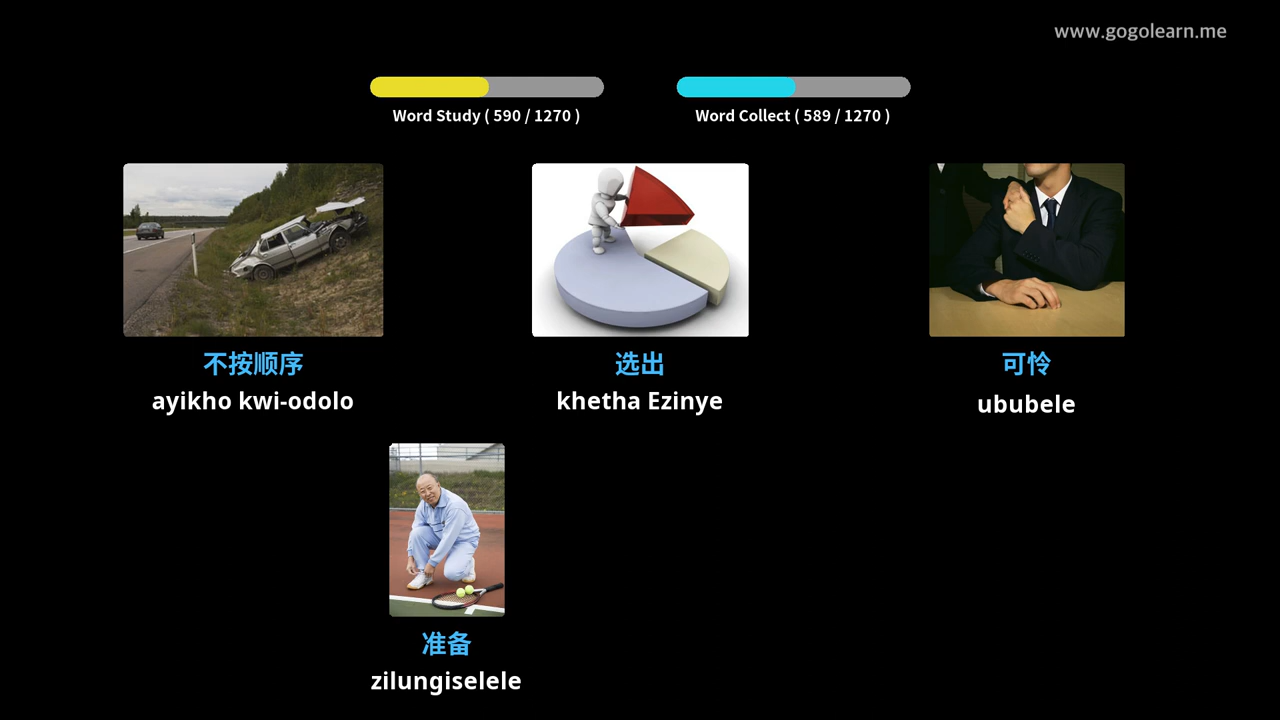 www.gogolearn.me
Word Study ( 590 / 1270 )
Word Collect ( 589 / 1270 )
不按顺序
ayikho kwi-odolo
选出
khetha Ezinye
可怜
ububele
准备
zilungiselele